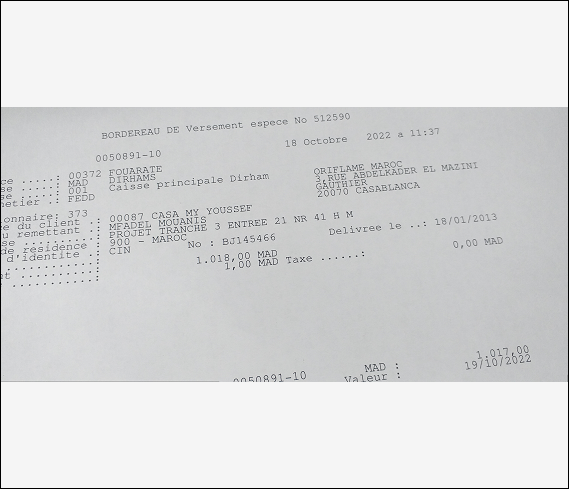 BORDEREAU DE Versement espece No 512590
0050891-10
18 Octobre 2022 a 11:37
ce .....: 00372 FOUARATE
se .....: MAD DIRHAMS
se .....: 001 Caisse principale Dirham
metier .: FEDD
ORIFLAME MAROC
3,RUE ABDELKADER EL MAZINI
GAUTHIER
20070 CASABLANCA
onnaire: 373
e du client .: 00087 CASA MY YOUSSEF
u remettant .: MFADEL MOUANIS
se ..........: PROJET TRANCHE 3 ENTREE 21 NR 41 H M
de residence : 900 - MAROC
d'identite .: CIN No : BJ145466 Delivree le ..: 18/01/2013
.............: 1.018,00 MAD
nt ..........: 1,00 MAD Taxe ......: 0,00 MAD
.............:
0050891-10 MAD : 1.017,00
Valeur : 19/10/2022